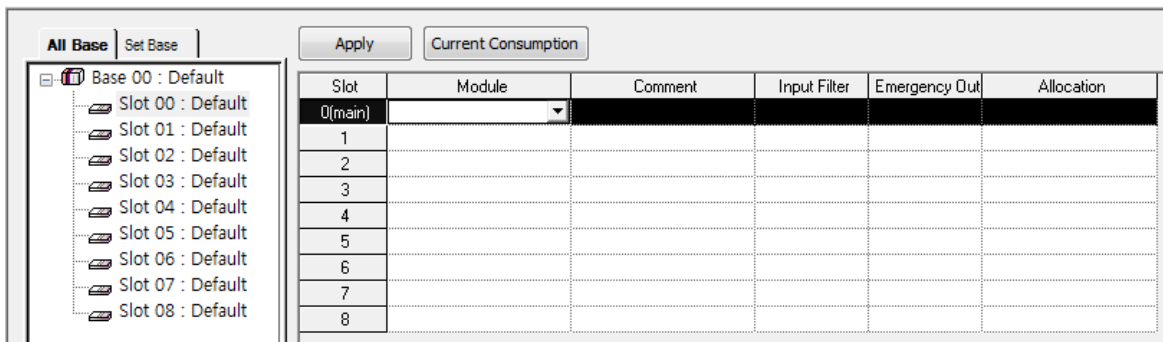 All Base Set Base
Apply Current Consumption
Base 00 : Default
Slot 00 : Default
Slot 01 : Default
Slot 02 : Default
Slot 03 : Default
Slot 04 : Default
Slot 05 : Default
Slot 06 : Default
Slot 07 : Default
Slot 08 : Default
Slot Module Comment Input Filter Emergency Out Allocation
0(main)
1
2
3
4
5
6
7
8